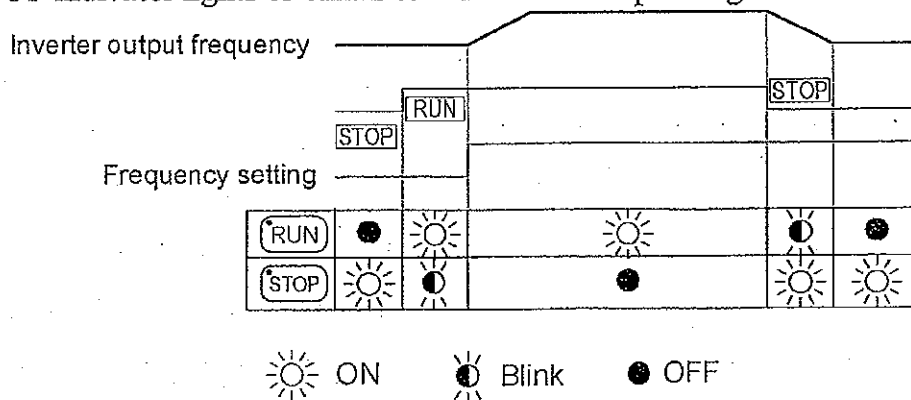 Inverter output frequency
STOP
RUN
STOP
Frequency setting
RUN
STOP
ON Blink OFF